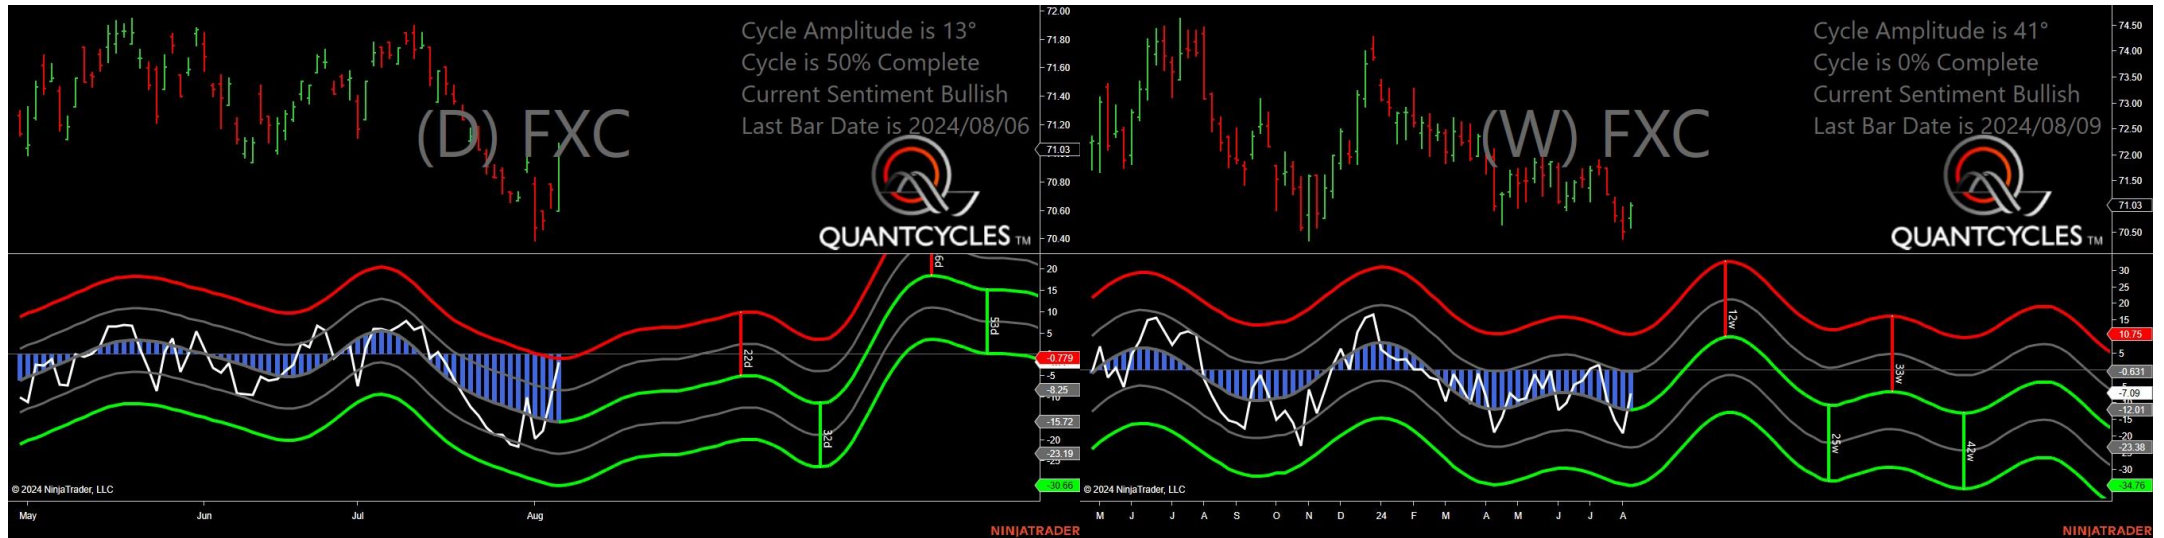 Cycle Amplitude is 13°
Cycle is 50% Complete
Current Sentiment Bullish
Last Bar Date is 2024/08/06
(D) FXC
QUANTCYCLES TM
72.00
71.80
71.60
71.40
71.20
71.03
70.80
70.60
70.40
6d
53d
22d
32d
20
15
10
5
-0.779
-5
-8.25
-10
-15.72
-20
-23.19
-25
-30.66
© 2024 NinjaTrader, LLC
May Jun Jul Aug
NINJATRADER
Cycle Amplitude is 41°
Cycle is 0% Complete
Current Sentiment Bullish
Last Bar Date is 2024/08/09
(W) FXC
QUANTCYCLES TM
74.50
74.00
73.50
73.00
72.50
72.00
71.50
71.03
70.50
12w
33w
25w
42w
30
25
20
15
10.75
5
-0.631
-5
-7.09
-12.01
-15
-20
-23.38
-30
-34.76
© 2024 NinjaTrader, LLC
M J J A S O N D 24 F M A M J J A
NINJATRADER